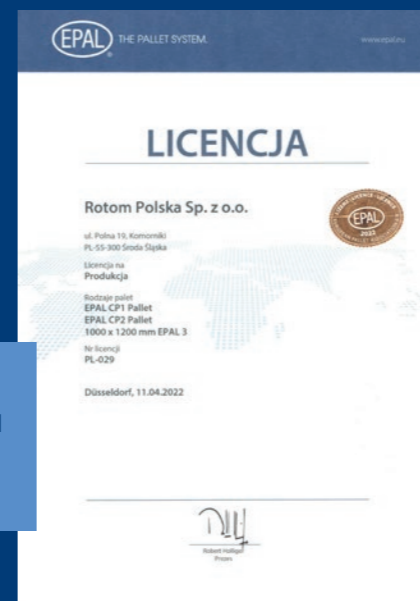 EPAL THE PALLET SYSTEM.
www.epal.eu
LICENCJA
Rotom Polska Sp. z o.o.
ul. Polna 19, Komorniki
PL-55-300 Środa Śląska
Licencja na
Produkcja
Rodzaje palet
EPAL CP1 Pallet
EPAL CP2 Pallet
1000 x 1200 mm EPAL 3
Nr licencji
PL-029
Düsseldorf, 11.04.2022
EPAL
2022
Robert Holliger
Prezes